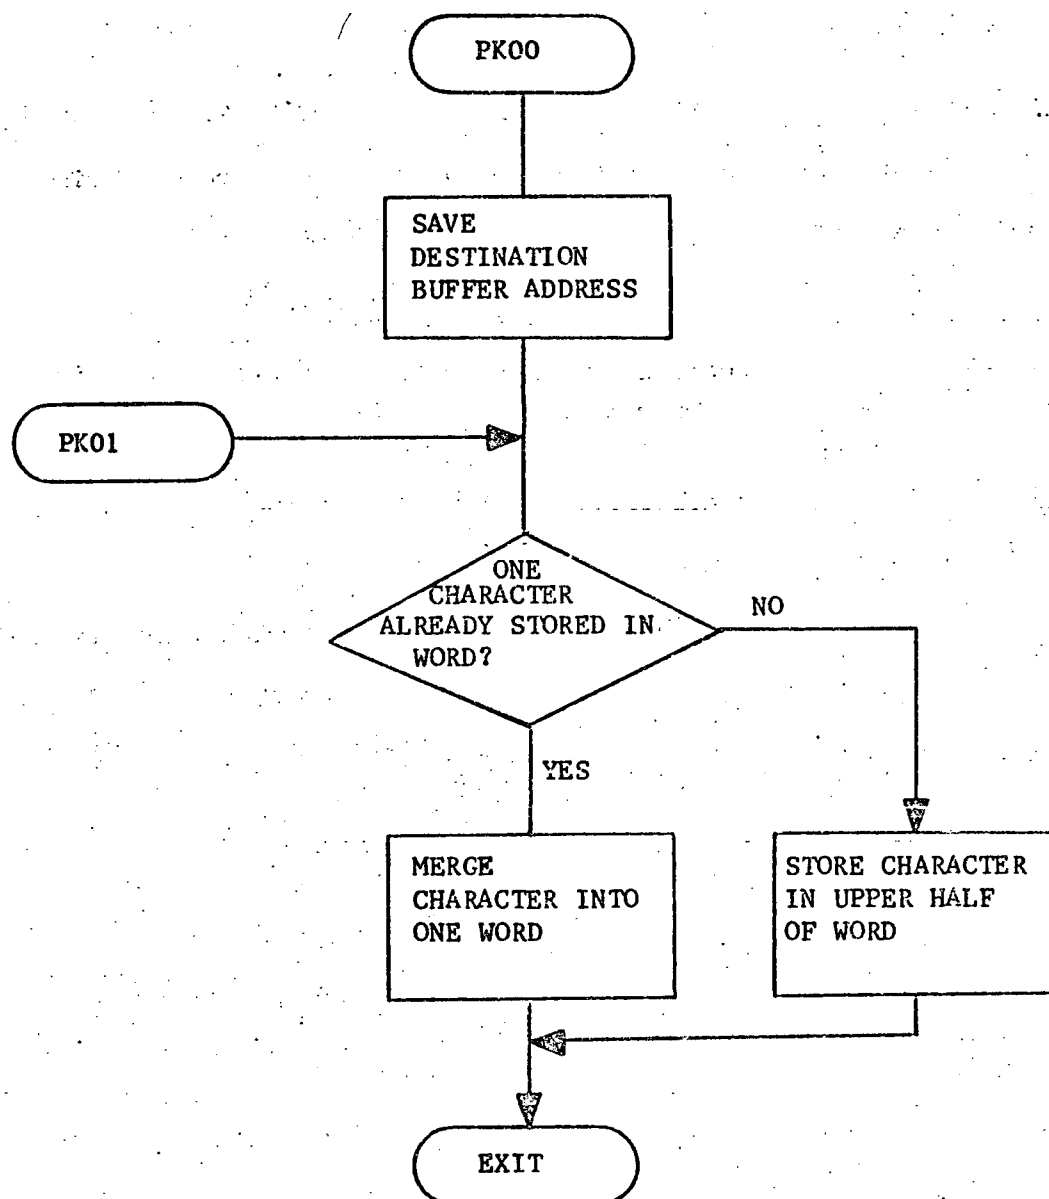 PK00
SAVE
DESTINATION
BUFFER ADDRESS
PK01
ONE
CHARACTER
ALREADY STORED IN
WORD?
NO
YES
MERGE
CHARACTER INTO
ONE WORD
STORE CHARACTER
IN UPPER HALF
OF WORD
EXIT